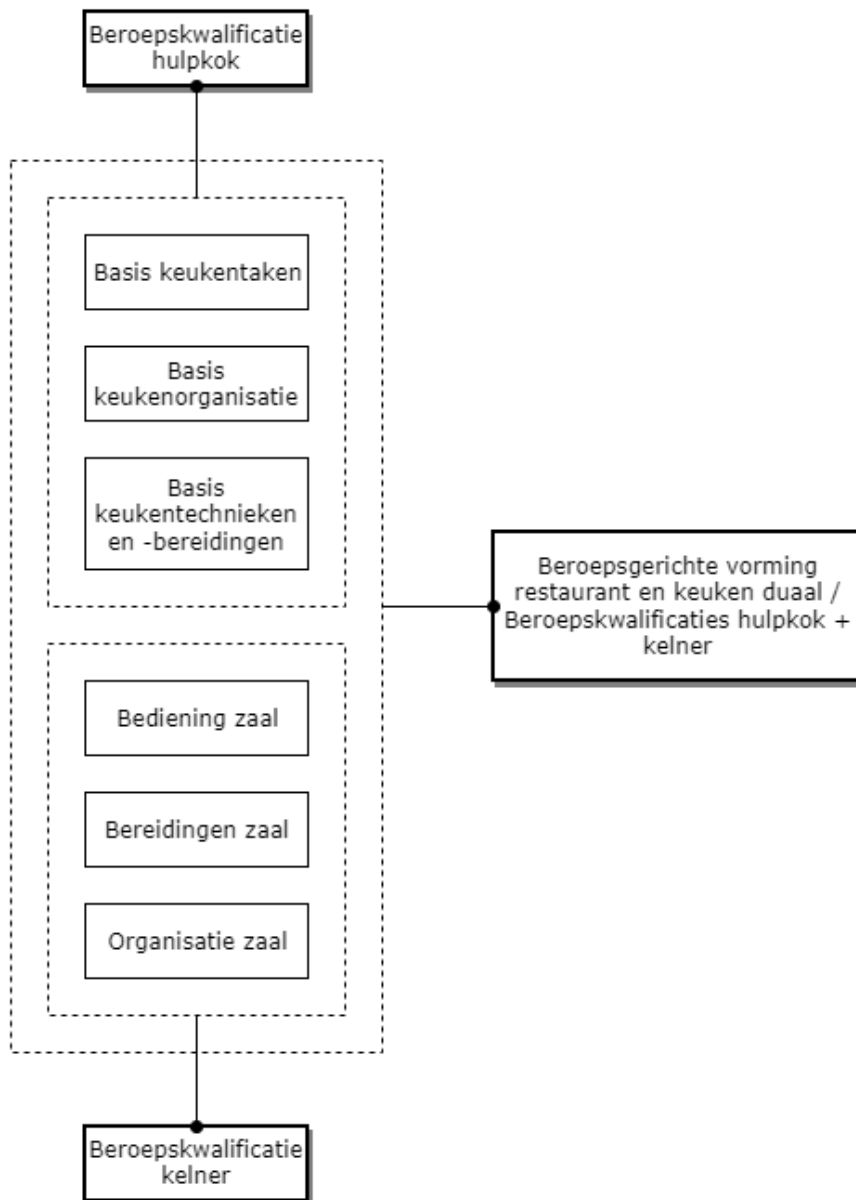 Beroepskwalificatie
hulpkok
Basis keukentaken
Basis
keukenorganisatie
Basis
keukentechnieken
en -bereidingen
Beroepsgerichte vorming
restaurant en keuken duaal /
Beroepskwalificaties hulpkok +
kelner
Bediening zaal
Bereidingen zaal
Organisatie zaal
Beroepskwalificatie
kelner